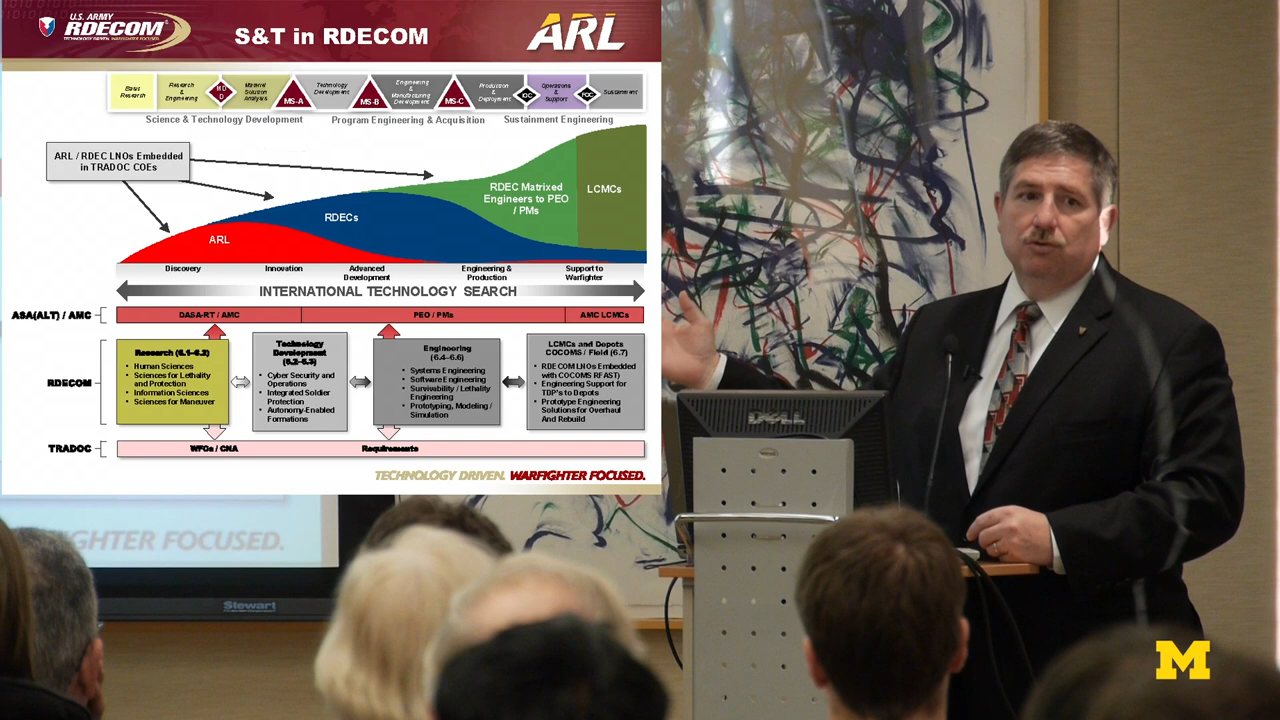 U.S. ARMY
RDECOM
TECHNOLOGY DRIVEN. WARFIGHTER FOCUSED.
S&T in RDECOM
ARL
Basic
Research
Research
&
Engineering
MD
D
Materiel
Solution
Analysis
MS-A
Technology
Development
MS-B
Engineering
&
Manufacturing
Development
MS-C
Production
&
Deployment
IOC
Operations
&
Support
FOC
Sustainment
Science & Technology Development
Program Engineering & Acquisition
Sustainment Engineering
ARL / RDEC LNOs Embedded
in TRADOC COEs
ARL
RDECs
RDEC Matrixed
Engineers to PEO
/ PMs
LCMCs
Discovery
Innovation
Advanced
Development
Engineering &
Production
Support to
Warfighter
INTERNATIONAL TECHNOLOGY SEARCH
ASA(ALT) / AMC
DASA-RT / AMC
PEO / PMs
AMC LCMCs
RDECOM
Research (6.1–6.2)
• Human Sciences
• Sciences for Lethality
and Protection
• Information Sciences
• Sciences for Maneuver
Technology
Development
(6.2–6.3)
• Cyber Security and
Operations
• Integrated Soldier
Protection
• Autonomy-Enabled
Formations
Engineering
(6.4–6.6)
• Systems Engineering
• Software Engineering
• Survivability / Lethality
Engineering
• Prototyping, Modeling /
Simulation
LCMCs and Depots
COCOMS / Field (6.7)
• RDECOM LNOs Embedded
with COCOMS RFAST)
• Engineering Support for
TDP's to Depots
• Prototype Engineering
Solutions for Overhaul
And Rebuild
TRADOC
WFOs / CNA
Requirements
TECHNOLOGY DRIVEN. WARFIGHTER FOCUSED.
GHTER FOCUSED.
Stewart
DELL
M